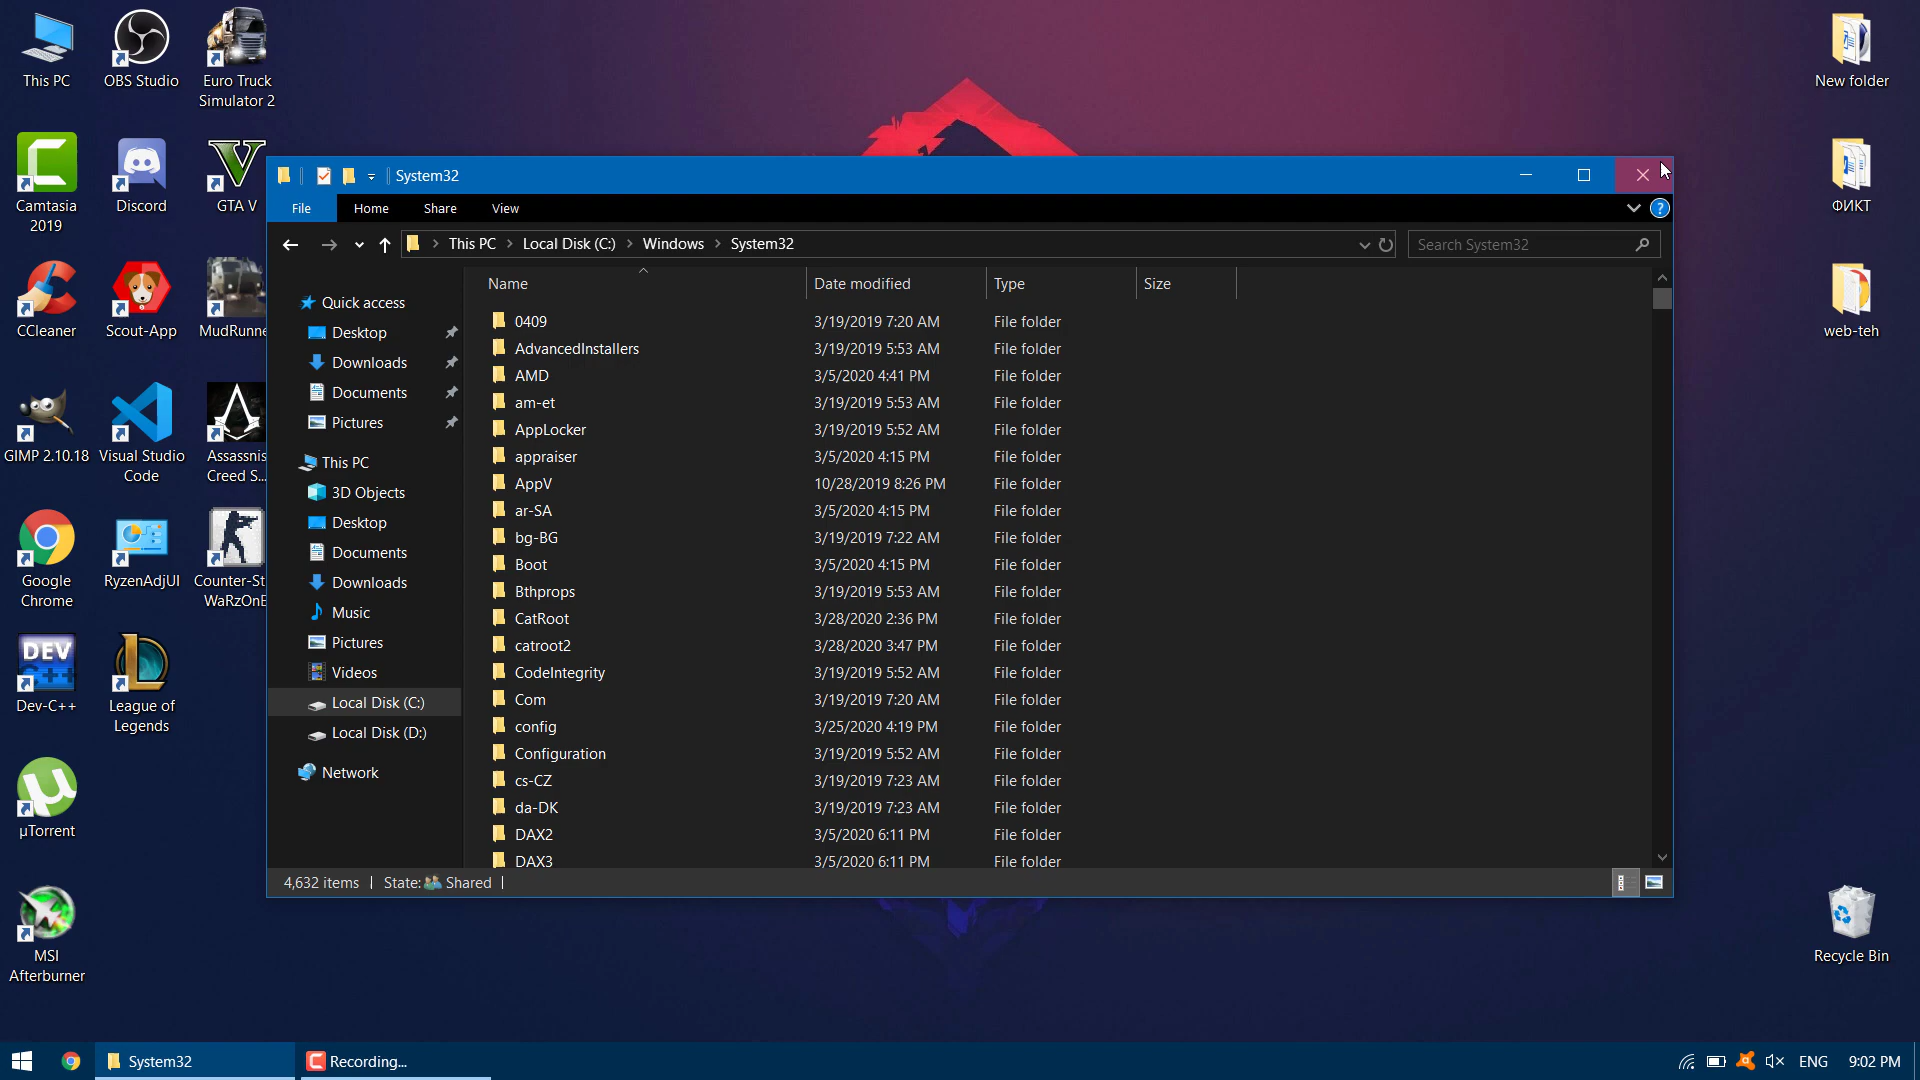 This PC
OBS Studio
Euro Truck
Simulator 2
New folder
Camtasia
2019
Discord
GTA V
ФИКТ
CCleaner
Scout-App
MudRunne
web-teh
GIMP 2.10.18
Visual Studio
Code
Assassnis
Creed S...
Google
Chrome
RyzenAdjUI
Counter-St
WaRzOnE
DEV
C++
Dev-C++
League of
Legends
µTorrent
MSI
Afterburner
Recycle Bin
System32
File Home Share View
This PC Local Disk (C:) Windows System32
Search System32
Quick access
Desktop
Downloads
Documents
Pictures
This PC
3D Objects
Desktop
Documents
Downloads
Music
Pictures
Videos
Local Disk (C:)
Local Disk (D:)
Network
Name Date modified Type Size
0409 3/19/2019 7:20 AM File folder
AdvancedInstallers 3/19/2019 5:53 AM File folder
AMD 3/5/2020 4:41 PM File folder
am-et 3/19/2019 5:53 AM File folder
AppLocker 3/19/2019 5:52 AM File folder
appraiser 3/5/2020 4:15 PM File folder
AppV 10/28/2019 8:26 PM File folder
ar-SA 3/5/2020 4:15 PM File folder
bg-BG 3/19/2019 7:22 AM File folder
Boot 3/5/2020 4:15 PM File folder
Bthprops 3/19/2019 5:53 AM File folder
CatRoot 3/28/2020 2:36 PM File folder
catroot2 3/28/2020 3:47 PM File folder
CodeIntegrity 3/19/2019 5:52 AM File folder
Com 3/19/2019 7:20 AM File folder
config 3/25/2020 4:19 PM File folder
Configuration 3/19/2019 5:52 AM File folder
cs-CZ 3/19/2019 7:23 AM File folder
da-DK 3/19/2019 7:23 AM File folder
DAX2 3/5/2020 6:11 PM File folder
DAX3 3/5/2020 6:11 PM File folder
4,632 items State: Shared
System32
Recording...
ENG
9:02 PM